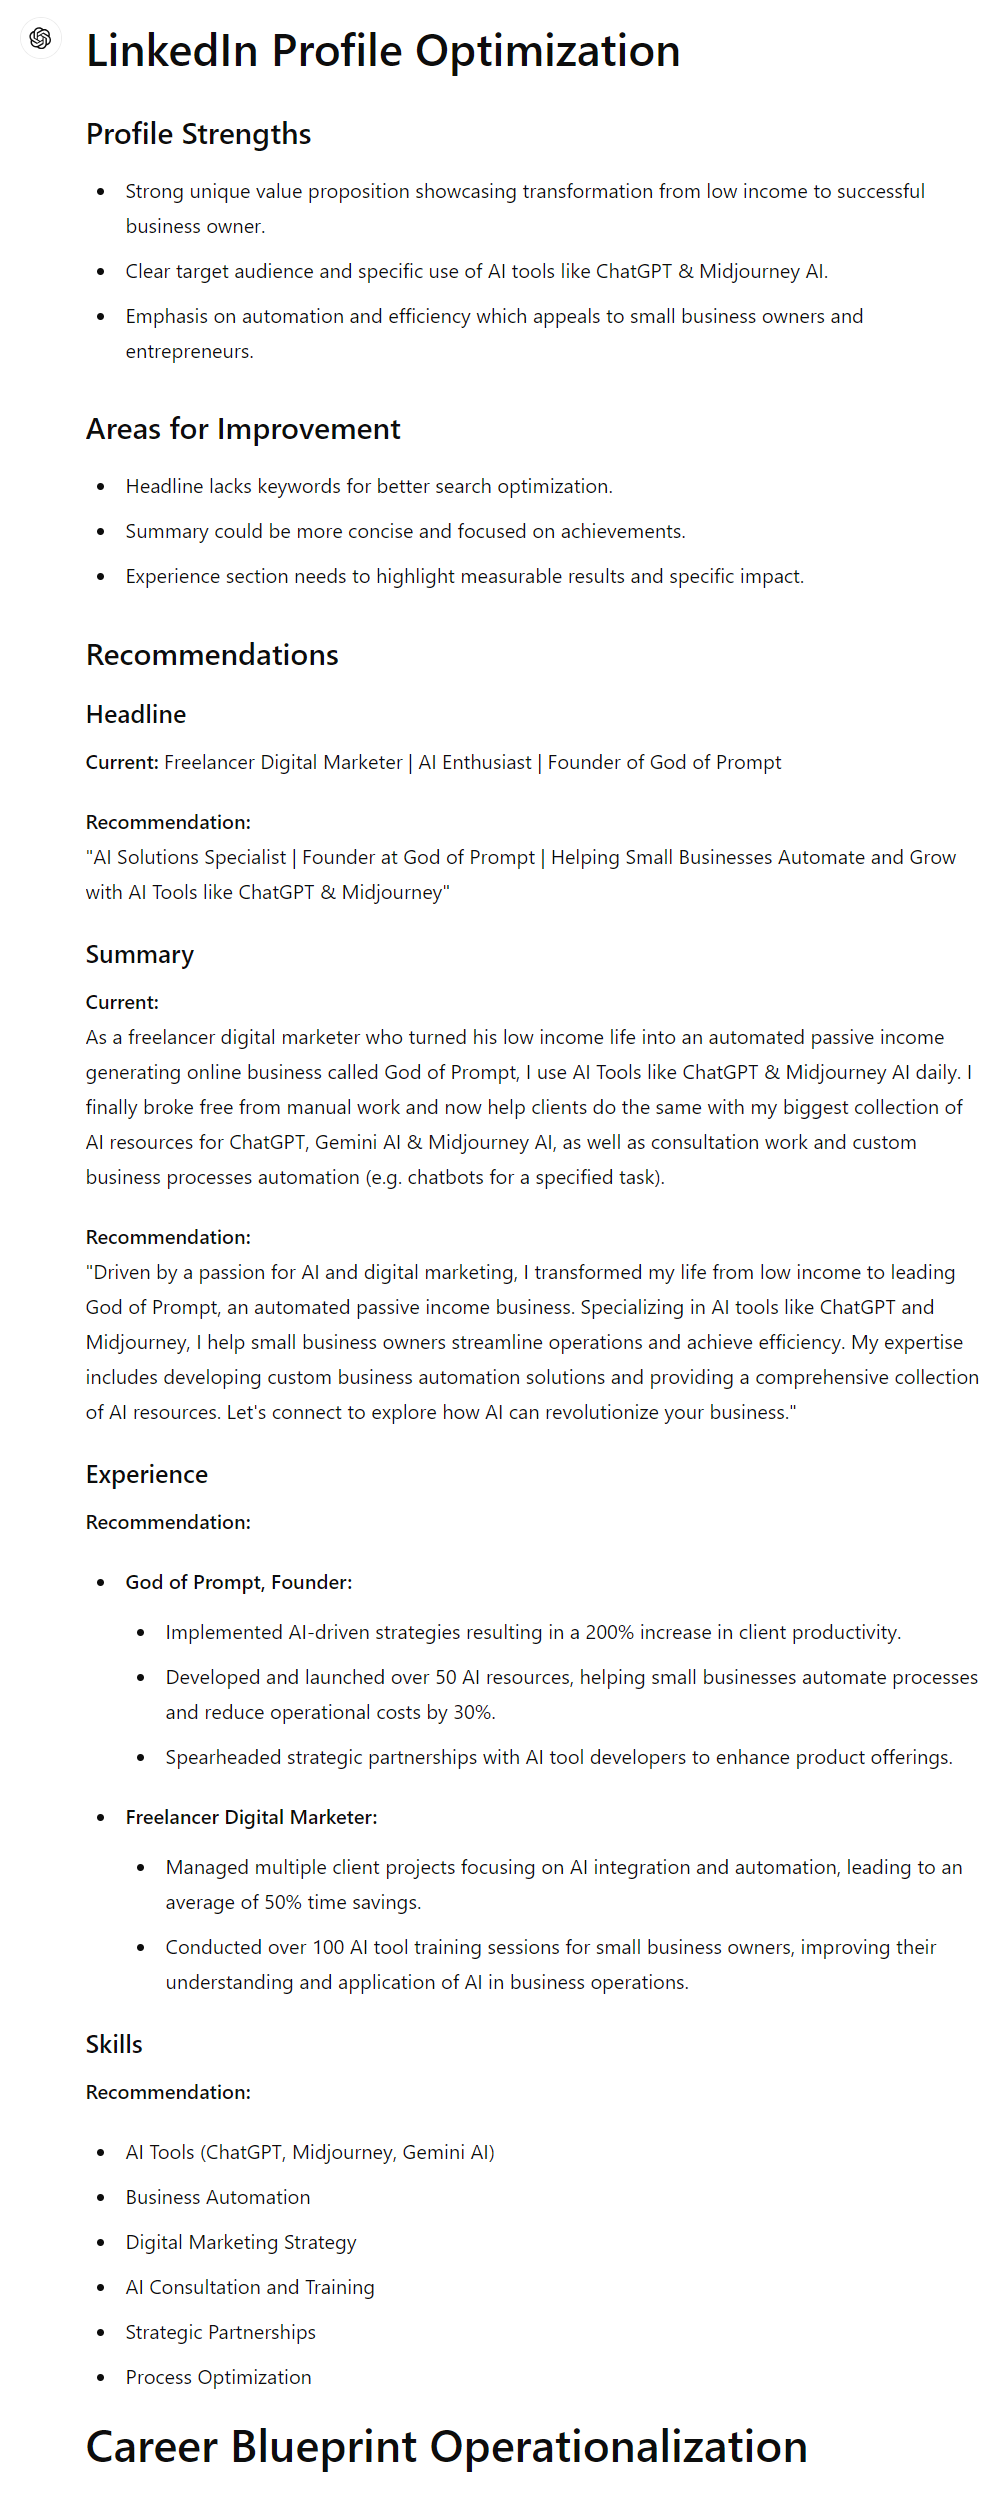 LinkedIn Profile Optimization
Profile Strengths
Strong unique value proposition showcasing transformation from low income to successful
business owner.
Clear target audience and specific use of AI tools like ChatGPT & Midjourney AI.
Emphasis on automation and efficiency which appeals to small business owners and
entrepreneurs.
Areas for Improvement
Headline lacks keywords for better search optimization.
Summary could be more concise and focused on achievements.
Experience section needs to highlight measurable results and specific impact.
Recommendations
Headline
Current: Freelancer Digital Marketer | AI Enthusiast | Founder of God of Prompt
Recommendation:
"AI Solutions Specialist | Founder at God of Prompt | Helping Small Businesses Automate and Grow
with AI Tools like ChatGPT & Midjourney"
Summary
Current:
As a freelancer digital marketer who turned his low income life into an automated passive income
generating online business called God of Prompt, I use AI Tools like ChatGPT & Midjourney AI daily. I
finally broke free from manual work and now help clients do the same with my biggest collection of
AI resources for ChatGPT, Gemini AI & Midjourney AI, as well as consultation work and custom
business processes automation (e.g. chatbots for a specified task).
Recommendation:
"Driven by a passion for AI and digital marketing, I transformed my life from low income to leading
God of Prompt, an automated passive income business. Specializing in AI tools like ChatGPT and
Midjourney, I help small business owners streamline operations and achieve efficiency. My expertise
includes developing custom business automation solutions and providing a comprehensive collection
of AI resources. Let's connect to explore how AI can revolutionize your business."
Experience
Recommendation:
God of Prompt, Founder:
Implemented AI-driven strategies resulting in a 200% increase in client productivity.
Developed and launched over 50 AI resources, helping small businesses automate processes
and reduce operational costs by 30%.
Spearheaded strategic partnerships with AI tool developers to enhance product offerings.
Freelancer Digital Marketer:
Managed multiple client projects focusing on AI integration and automation, leading to an
average of 50% time savings.
Conducted over 100 AI tool training sessions for small business owners, improving their
understanding and application of AI in business operations.
Skills
Recommendation:
AI Tools (ChatGPT, Midjourney, Gemini AI)
Business Automation
Digital Marketing Strategy
AI Consultation and Training
Strategic Partnerships
Process Optimization
Career Blueprint Operationalization